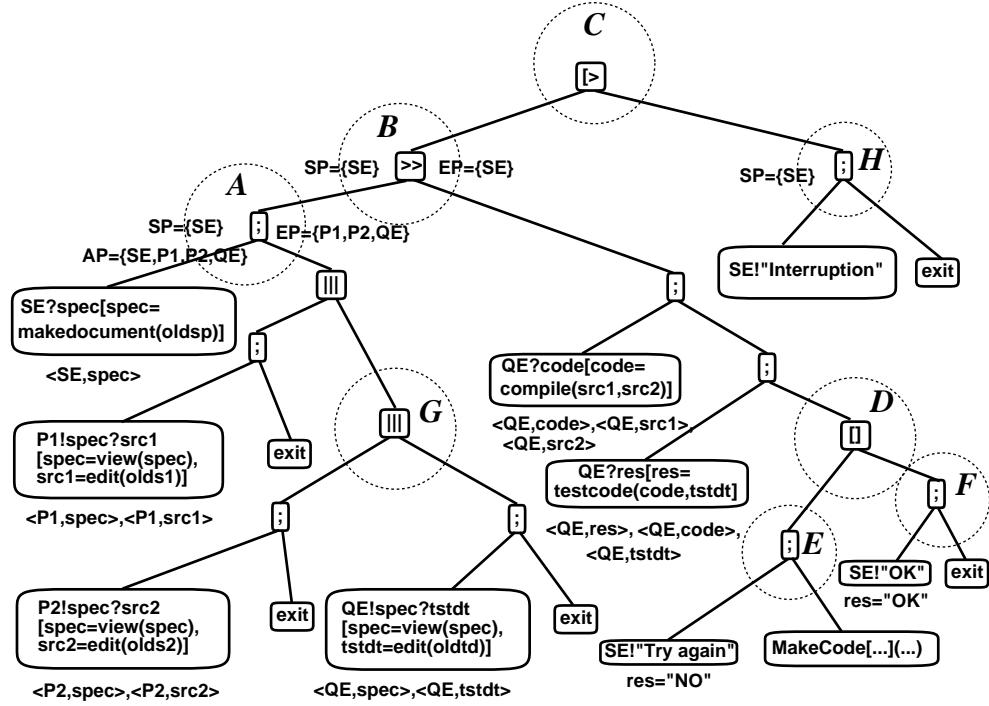 C
[>
B
SP={SE}
>>
EP={SE}
;
H
SP={SE}
A
SP={SE}
;
EP={P1,P2,QE}
AP={SE,P1,P2,QE}
SE!"Interruption"
exit
|||
;
SE?spec[spec=
makedocument(oldsp)]
<SE,spec>
;
QE?code[code=
compile(src1,src2)]
;
<QE,code>,<QE,src1>,
<QE,src2>
D
[]
G
|||
P1!spec?src1
[spec=view(spec),
src1=edit(olds1)]
exit
<P1,spec>,<P1,src1>
QE?res[res=
testcode(code,tstdt]
<QE,res>, <QE,code>,
<QE,tstdt>
F
;
;
;
;
E
SE!"OK"
exit
res="OK"
P2!spec?src2
[spec=view(spec),
src2=edit(olds2)]
exit
<P2,spec>,<P2,src2>
QE!spec?tstdt
[spec=view(spec),
tstdt=edit(oldtd)]
exit
<QE,spec>,<QE,tstdt>
SE!"Try again"
res="NO"
MakeCode[...](...)